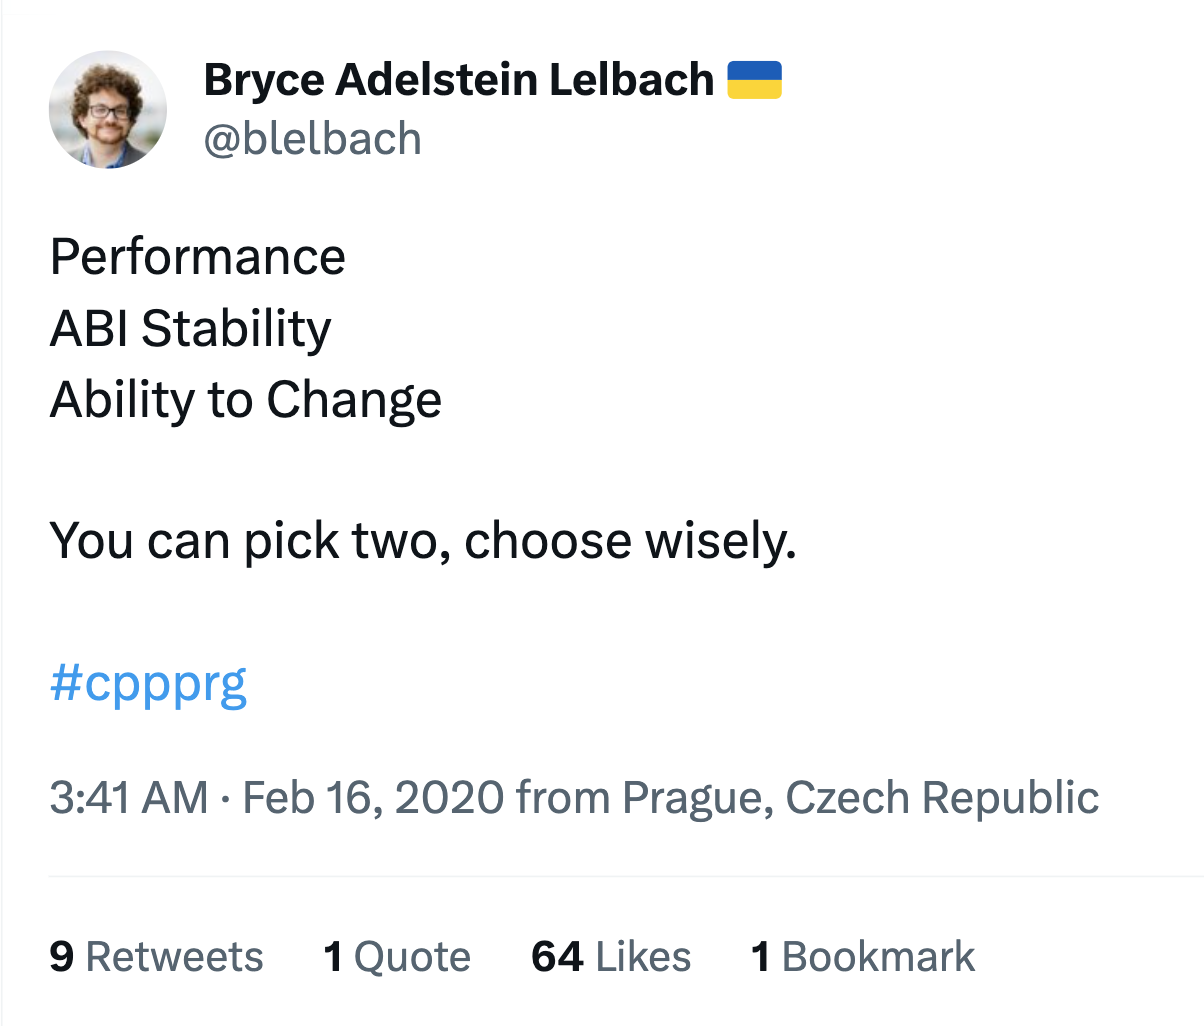 Bryce Adelstein Lelbach 🇺🇦
@blelbach
Performance
ABI Stability
Ability to Change
You can pick two, choose wisely.
#cppprg
3:41 AM · Feb 16, 2020 from Prague, Czech Republic
9 Retweets 1 Quote 64 Likes 1 Bookmark